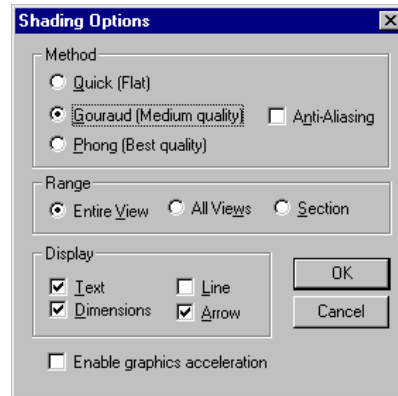 Shading Options
Method
Quick (Flat)
Gouraud (Medium quality)
Anti-Aliasing
Phong (Best quality)
Range
Entire View
All Views
Section
Display
Text
Line
Dimensions
Arrow
OK
Cancel
Enable graphics acceleration